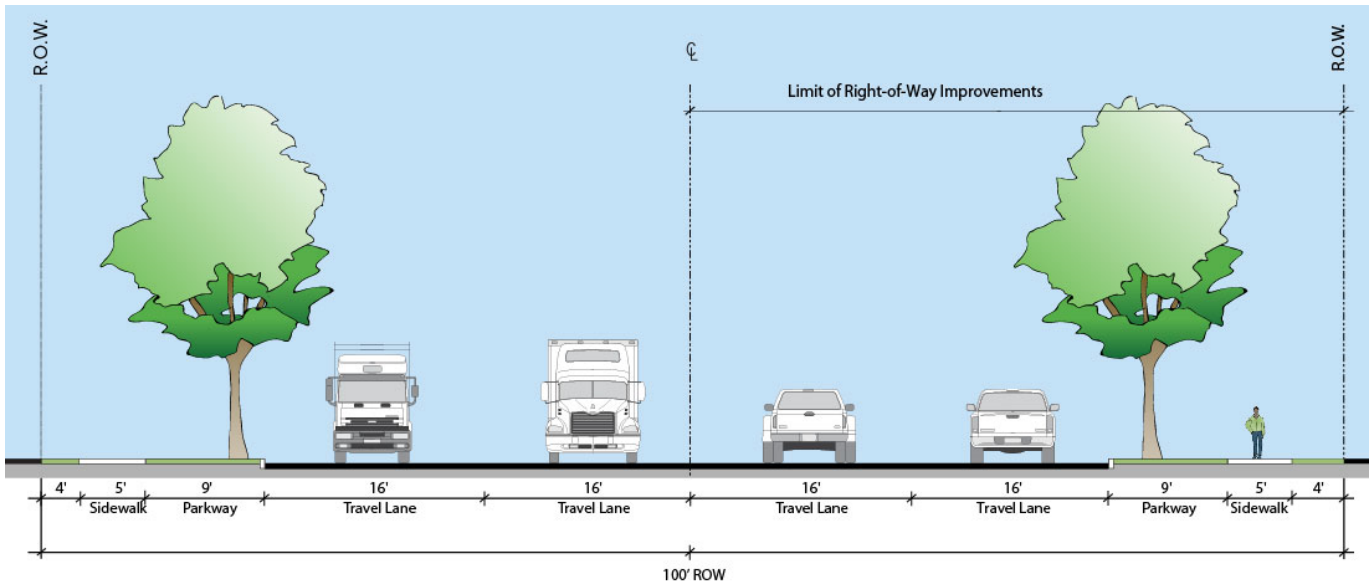 R.O.W.
℄
R.O.W.
Limit of Right-of-Way Improvements
4' 5' 9' 16' 16' 16' 16' 9' 5' 4'
Sidewalk Parkway Travel Lane Travel Lane Travel Lane Travel Lane Parkway Sidewalk
100' ROW